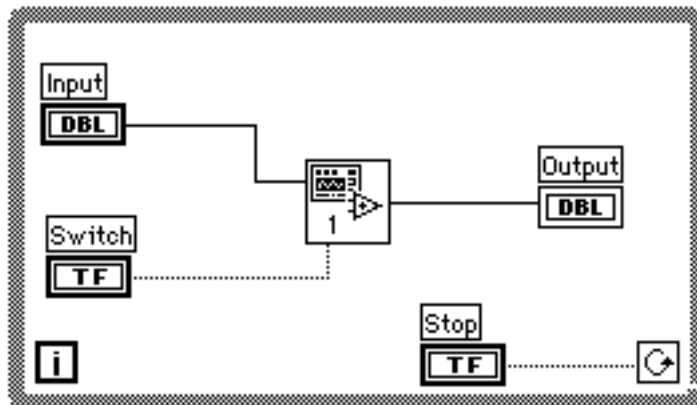 Input
DBL
Output
DBL
1
Switch
TF
Stop
TF
i